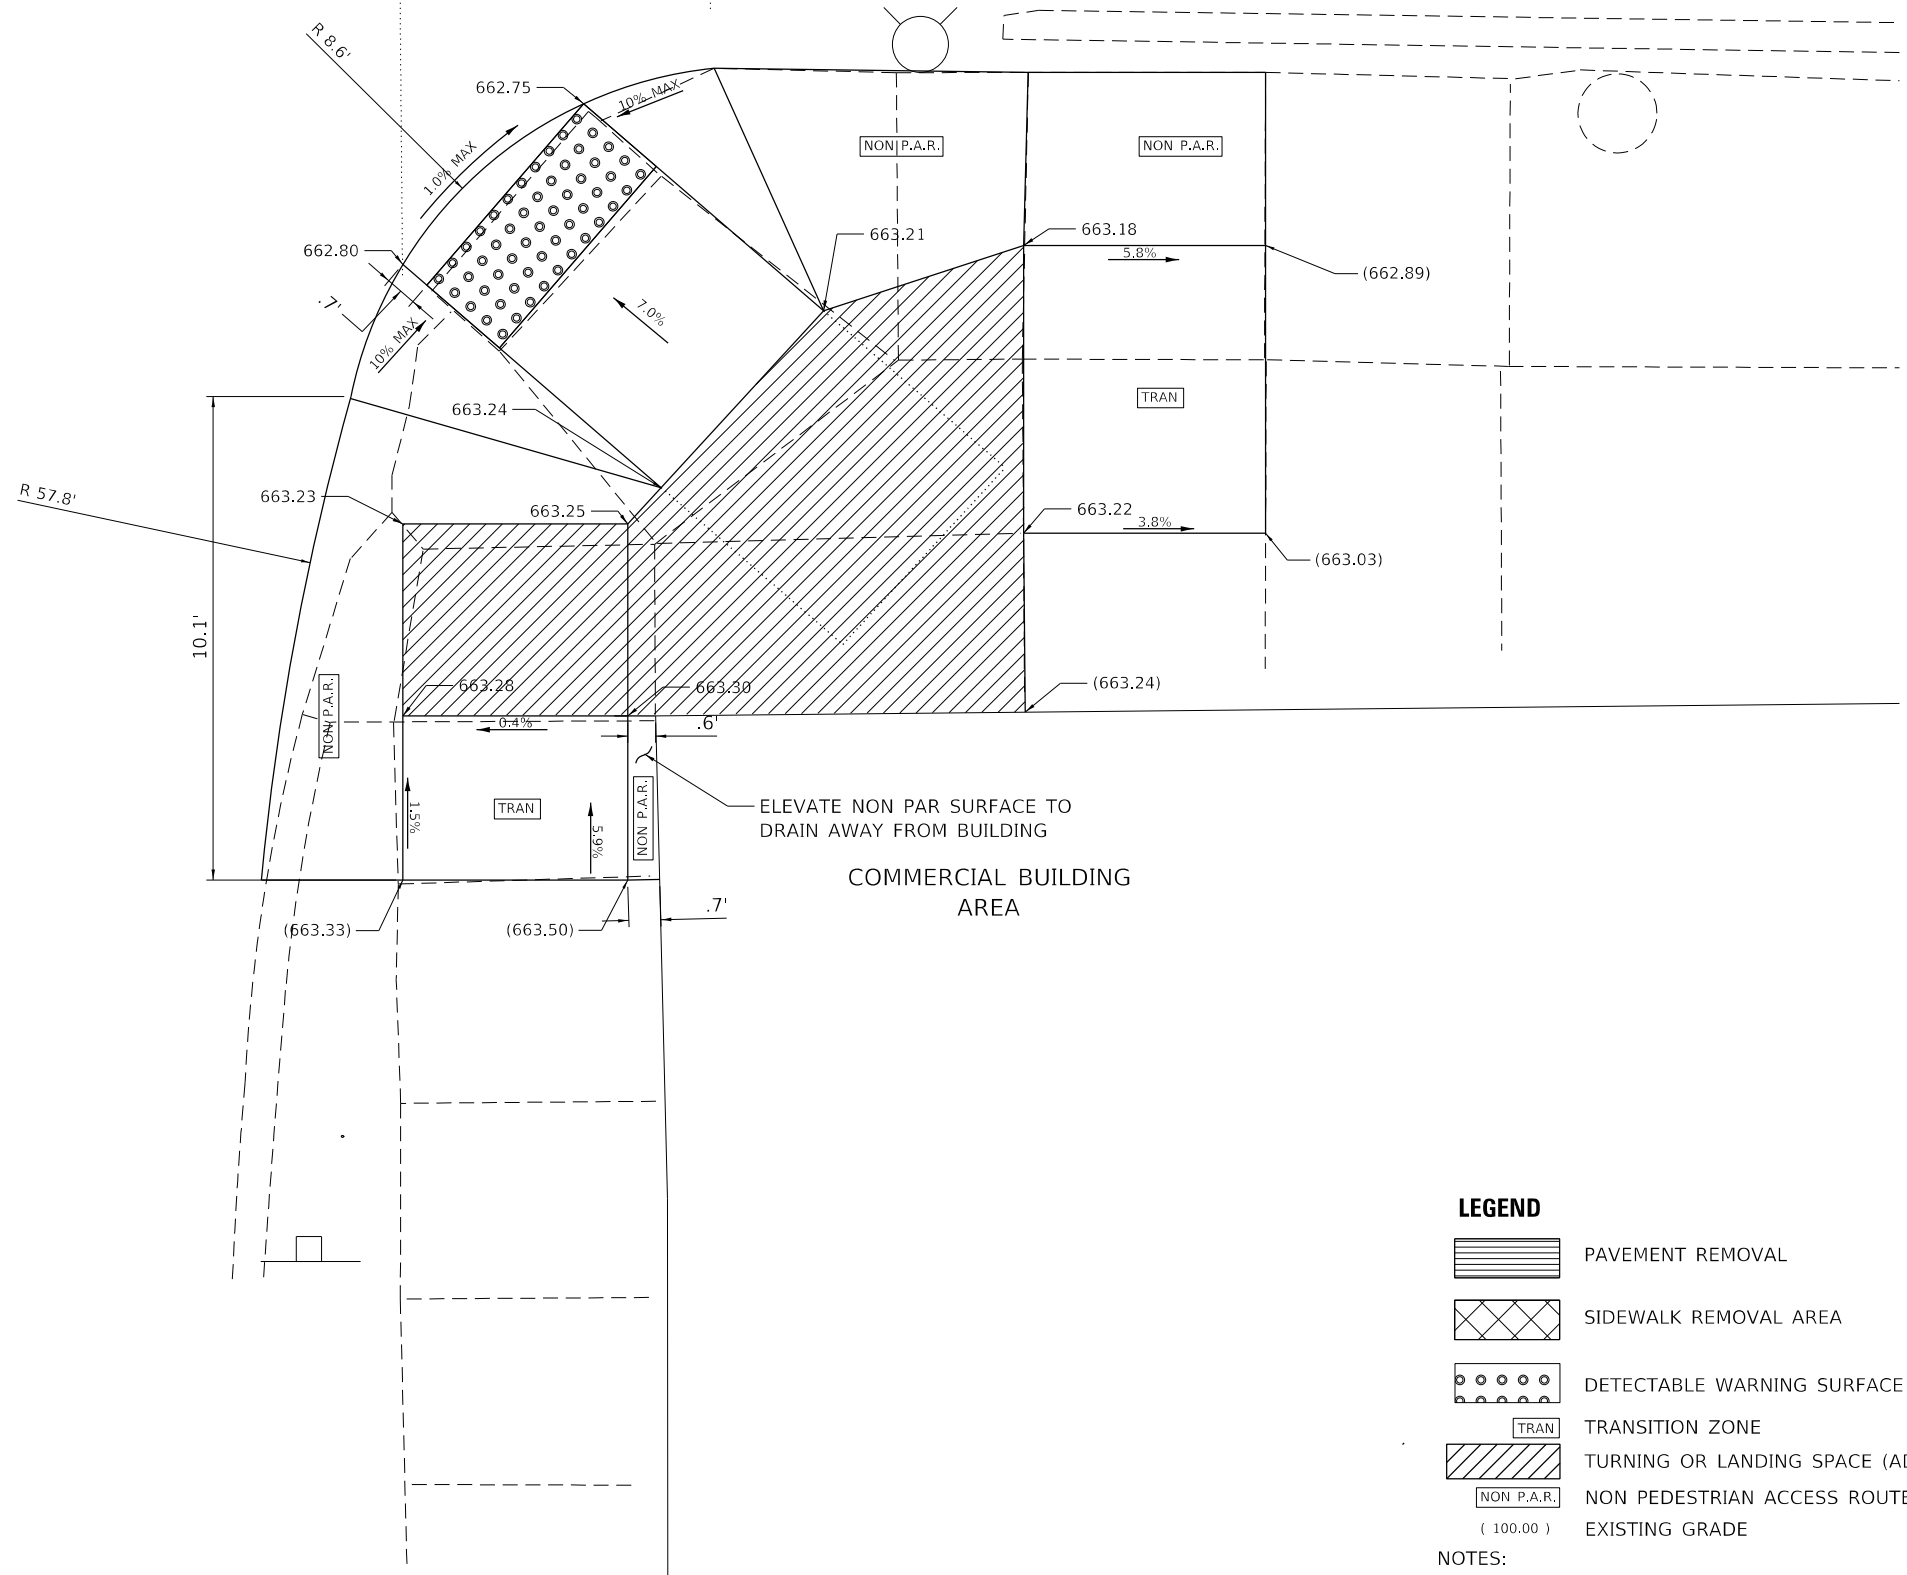 R 8.6'
662.75
10% MAX
1.0% MAX
NON P.A.R.
NON P.A.R.
663.21
663.18
5.8%
662.80
(662.89)
.7'
7.0%
10% MAX
TRAN
663.24
R 57.8'
663.23
663.25
663.22
3.8%
(663.03)
10.1'
NON P.A.R.
663.28
663.30
(663.24)
0.4%
.6'
TRAN
1.5%
5.9%
NON P.A.R.
ELEVATE NON PAR SURFACE TO
DRAIN AWAY FROM BUILDING
COMMERCIAL BUILDING
AREA
(663.33)
(663.50)
.7'
LEGEND
PAVEMENT REMOVAL
SIDEWALK REMOVAL AREA
DETECTABLE WARNING SURFACE
TRAN TRANSITION ZONE
TURNING OR LANDING SPACE
NON P.A.R. NON PEDESTRIAN ACCESS ROUTE
( 100.00 ) EXISTING GRADE
NOTES: